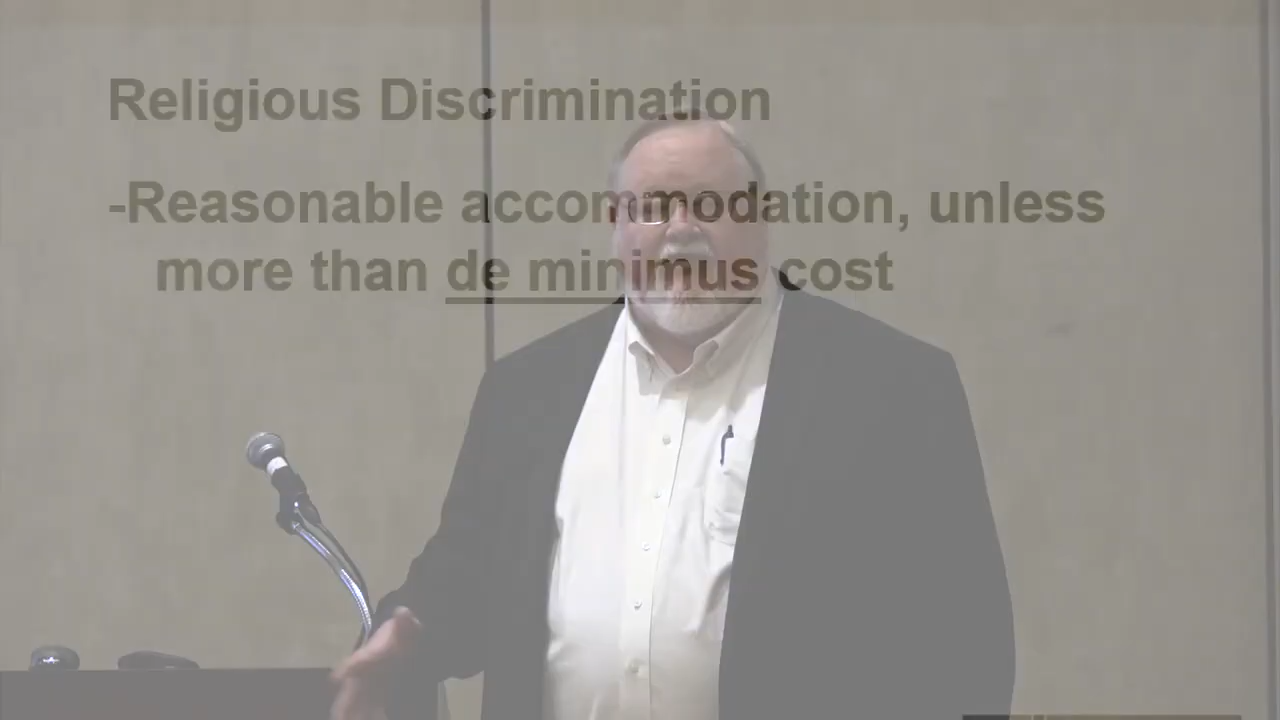 Religious Discrimination
-Reasonable accommodation, unless
more than de minimus cost